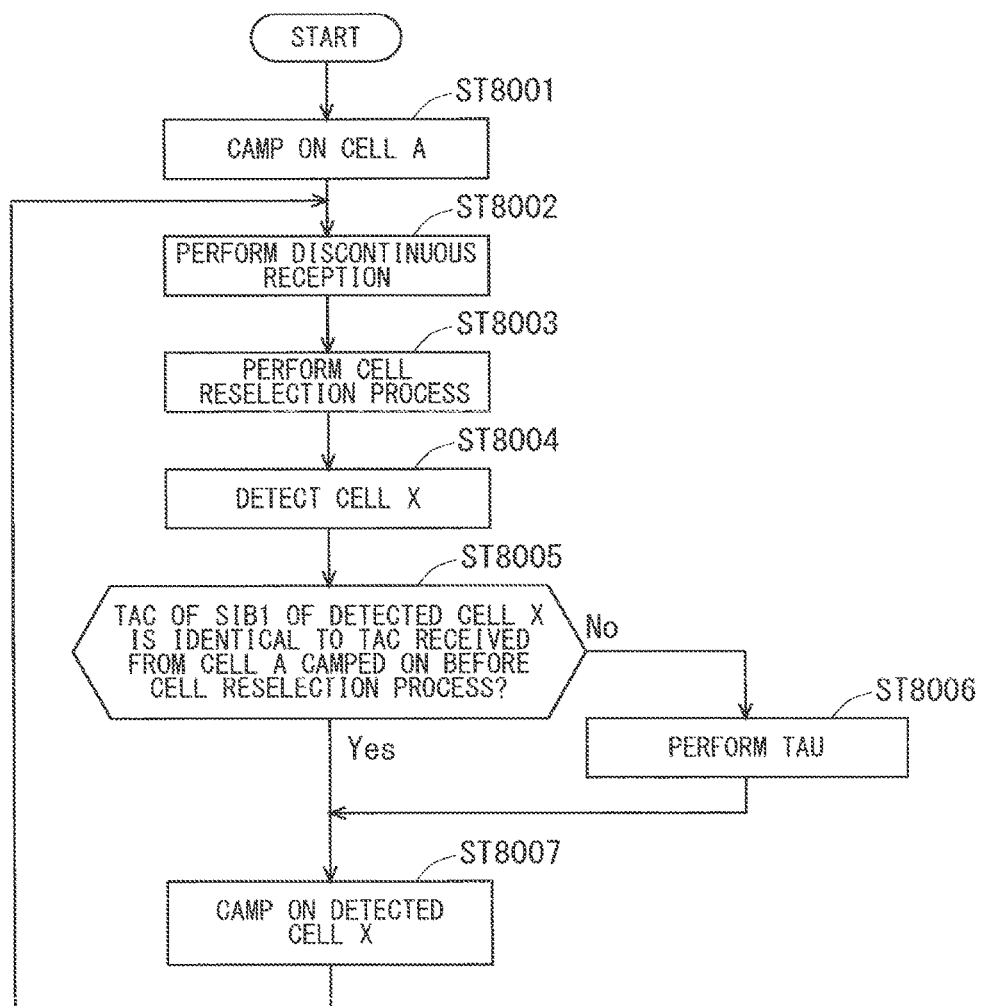 START
ST8001
CAMP ON CELL A
ST8002
PERFORM DISCONTINUOUS
RECEPTION
ST8003
PERFORM CELL
RESELECTION PROCESS
ST8004
DETECT CELL X
ST8005
TAC OF SIB1 OF DETECTED CELL X
IS IDENTICAL TO TAC RECEIVED
FROM CELL A CAMPED ON BEFORE
CELL RESELECTION PROCESS?
No
ST8006
PERFORM TAU
Yes
ST8007
CAMP ON DETECTED
CELL X